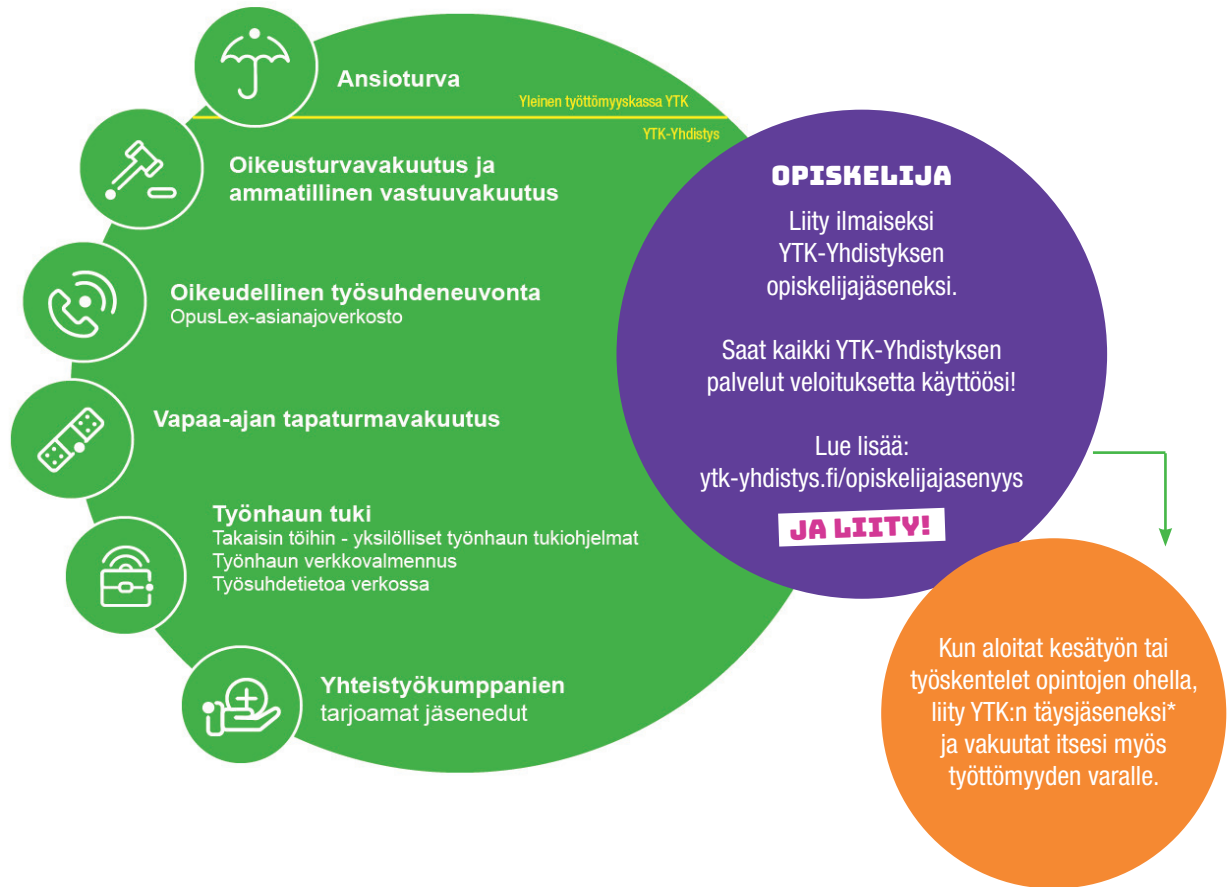 Ansioturva
Yleinen työttömyyskassa YTK
YTK-Yhdistys
Oikeusturvavakuutus ja
ammatillinen vastuuvakuutus
Oikeudellinen työsuhdeneuvonta
OpusLex-asianajoverkosto
Vapaa-ajan tapaturmavakuutus
Työnhaun tuki
Takaisin töihin - yksilölliset työnhaun tukiohjelmat
Työnhaun verkkovalmennus
Työsuhdetietoa verkossa
Yhteistyökumppanien
tarjoamat jäsenedut
OPISKELIJA
Liity ilmaiseksi
YTK-Yhdistyksen
opiskelijajäseneksi.
Saat kaikki YTK-Yhdistyksen
palvelut veloituksetta käyttöösi!
Lue lisää:
ytk-yhdistys.fi/opiskelijajasenyys
JA LIITY!
Kun aloitat kesätyön tai
työskentelet opintojen ohella,
liity YTK:n täysjäseneksi*
ja vakuutat itsesi myös
työttömyyden varalle.